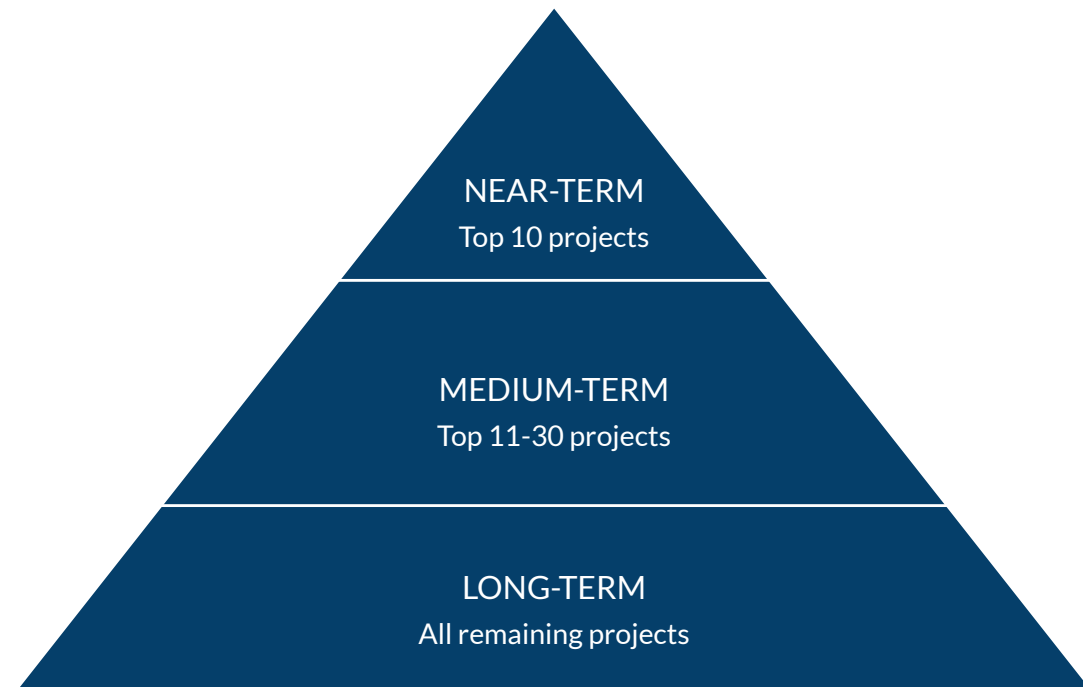 NEAR-TERM
Top 10 projects
MEDIUM-TERM
Top 11-30 projects
LONG-TERM
All remaining projects